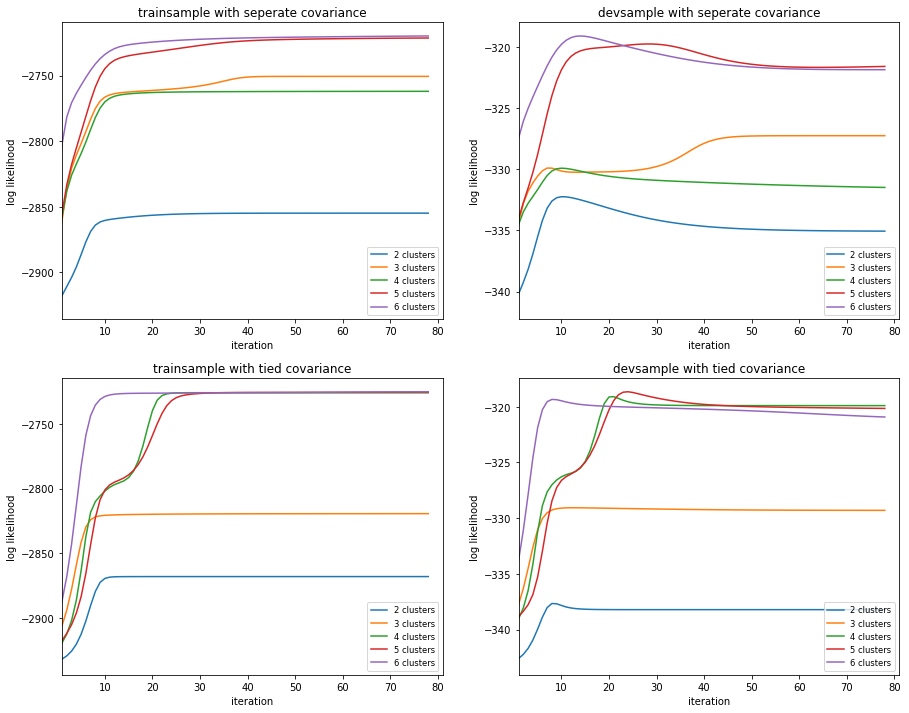 trainsample with seperate covariance
log likelihood
−2750
−2800
−2850
−2900
10
20
30
40
50
60
70
80
iteration
2 clusters
3 clusters
4 clusters
5 clusters
6 clusters
devsample with seperate covariance
log likelihood
−320
−325
−330
−335
−340
10
20
30
40
50
60
70
80
iteration
2 clusters
3 clusters
4 clusters
5 clusters
6 clusters
trainsample with tied covariance
log likelihood
−2750
−2800
−2850
−2900
10
20
30
40
50
60
70
80
iteration
2 clusters
3 clusters
4 clusters
5 clusters
6 clusters
devsample with tied covariance
log likelihood
−320
−325
−330
−335
−340
10
20
30
40
50
60
70
80
iteration
2 clusters
3 clusters
4 clusters
5 clusters
6 clusters